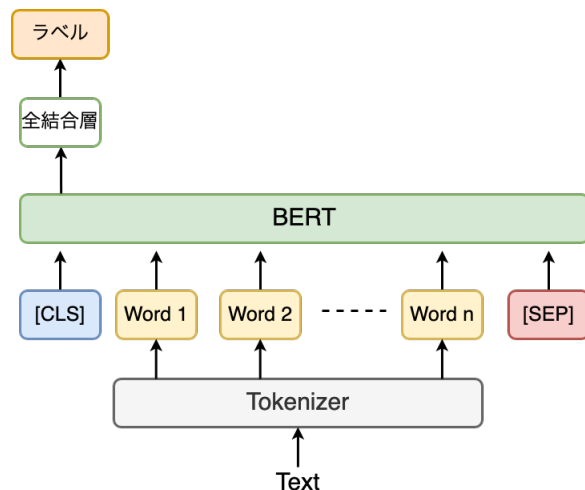 ラベル
全結合層
BERT
[CLS] Word 1 Word 2 Word n [SEP]
Tokenizer
Text